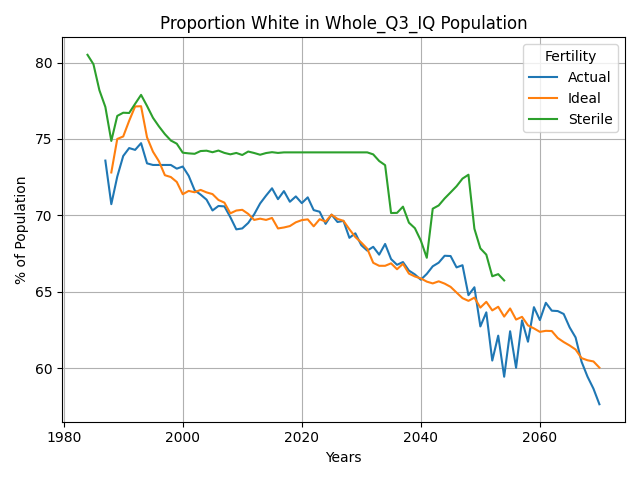 Proportion White in Whole_Q3_IQ Population
Fertility
Actual
Ideal
Sterile
% of Population
80
75
70
65
60
1980
2000
2020
2040
2060
Years